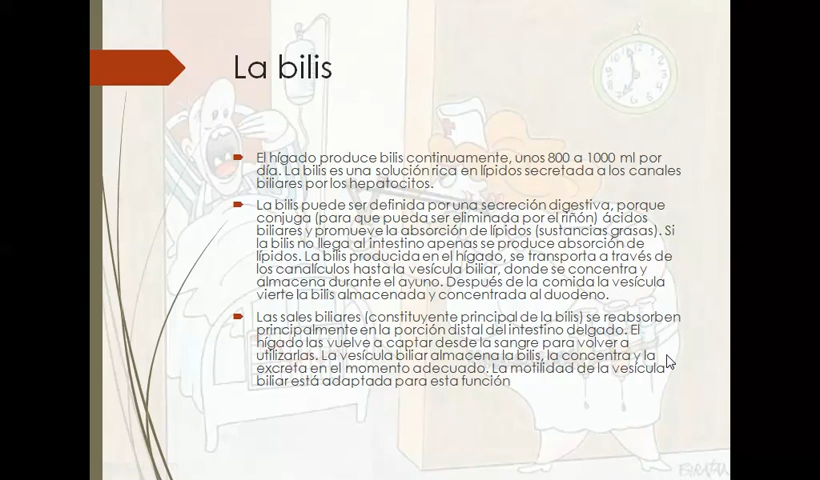 La bilis
El hígado produce bilis continuamente, unos 800 a 1000 ml por
día. La bilis es una solución rica en lípidos secretada a los canales
biliares por los hepatocitos.
La bilis puede ser definida por una secreción digestiva, porque
conjuga (para que pueda ser eliminada por el riñón) ácidos
biliares y promueve la absorción de lípidos (sustancias grasas). Si
la bilis no llega al intestino apenas se produce absorción de
lípidos. La bilis producida en el hígado, se transporta a través de
los canalículos hasta la vesícula biliar, donde se concentra y
almacena durante el ayuno. Después de la comida la vesícula
vierte la bilis almacenada y concentrada al duodeno.
Las sales biliares (constituyente principal de la bilis) se reabsorben
principalmente en la porción distal del intestino delgado. El
hígado las vuelve a captar desde la sangre para volver a
utilizarlas. La vesícula biliar almacena la bilis, la concentra y la
excreta en el momento adecuado. La motilidad de la vesícula
biliar está adaptada para esta función